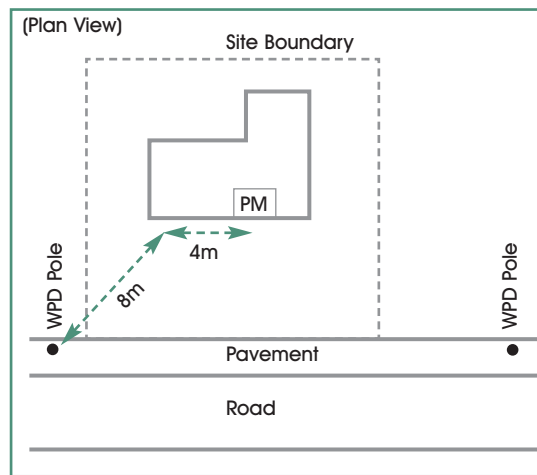 (Plan View)
Site Boundary
PM
4m
8m
WPD Pole
WPD Pole
Pavement
Road